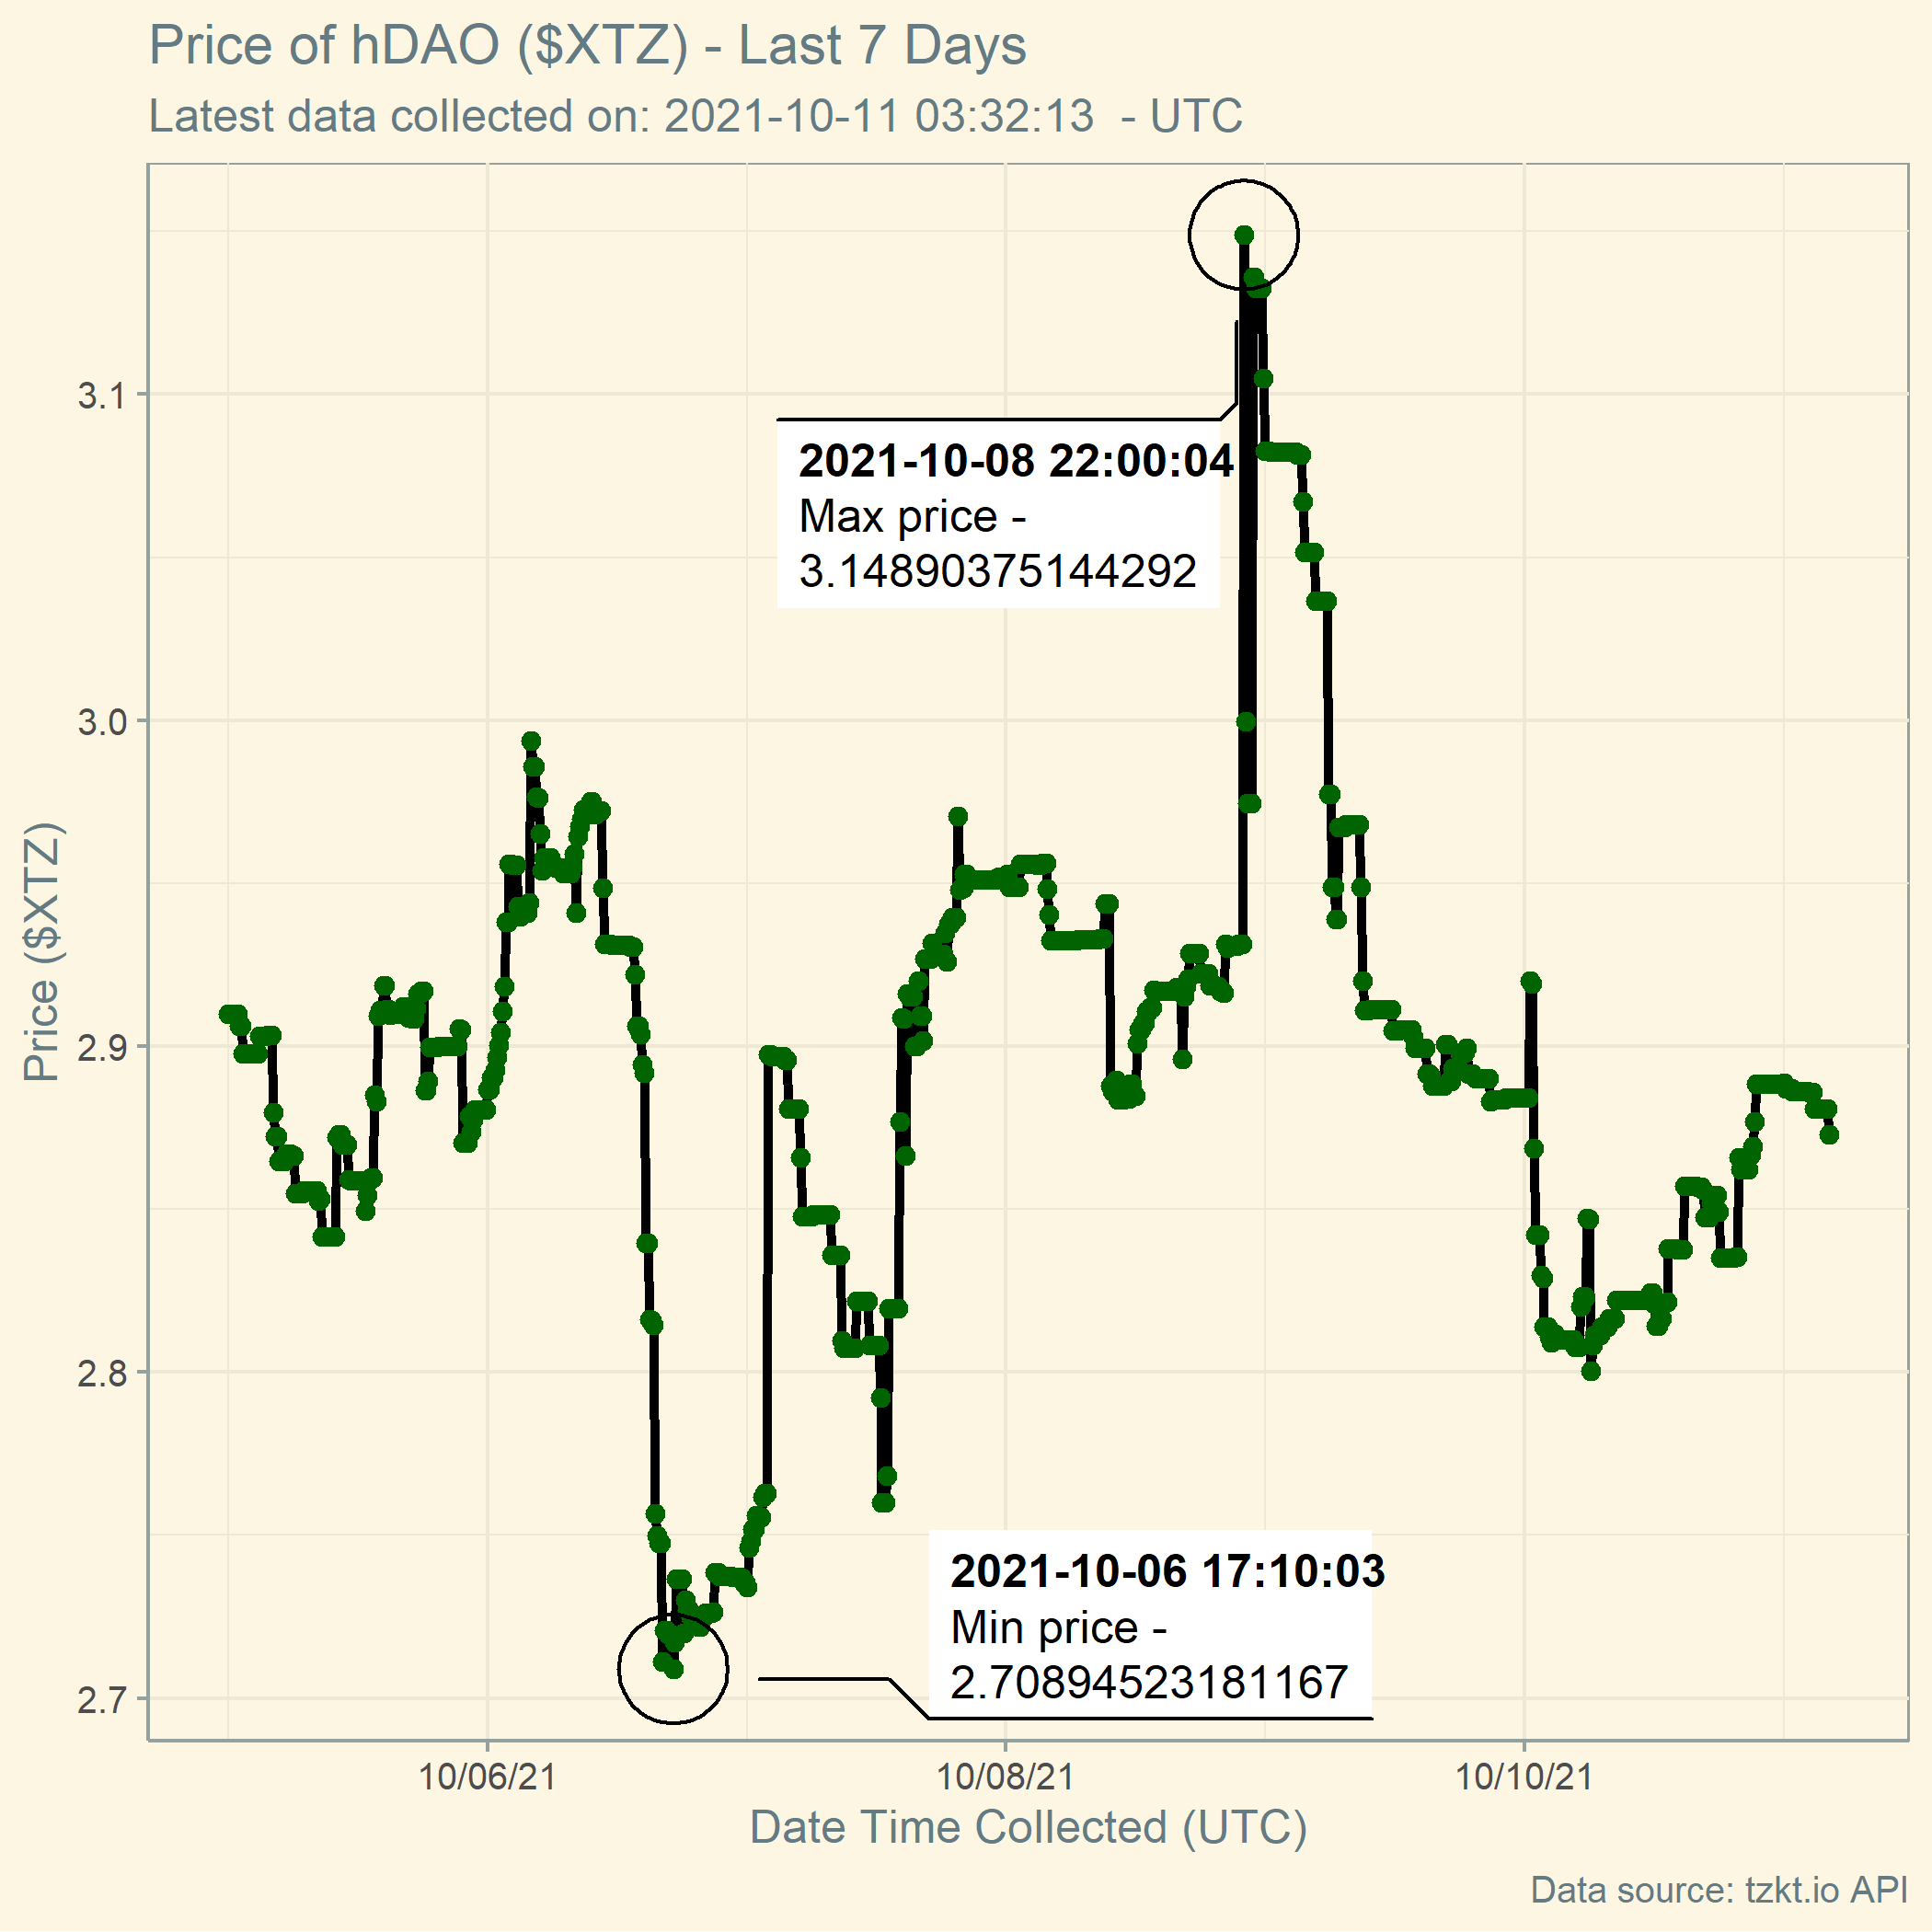 Price of hDAO ($XTZ) - Last 7 Days
Latest data collected on: 2021-10-11 03:32:13  - UTC
3.1
3.0
2.9
2.8
2.7
Price ($XTZ)
2021-10-08 22:00:04
Max price -
3.14890375144292
2021-10-06 17:10:03
Min price -
2.70894523181167
10/06/21
10/08/21
10/10/21
Date Time Collected (UTC)
Data source: tzkt.io API